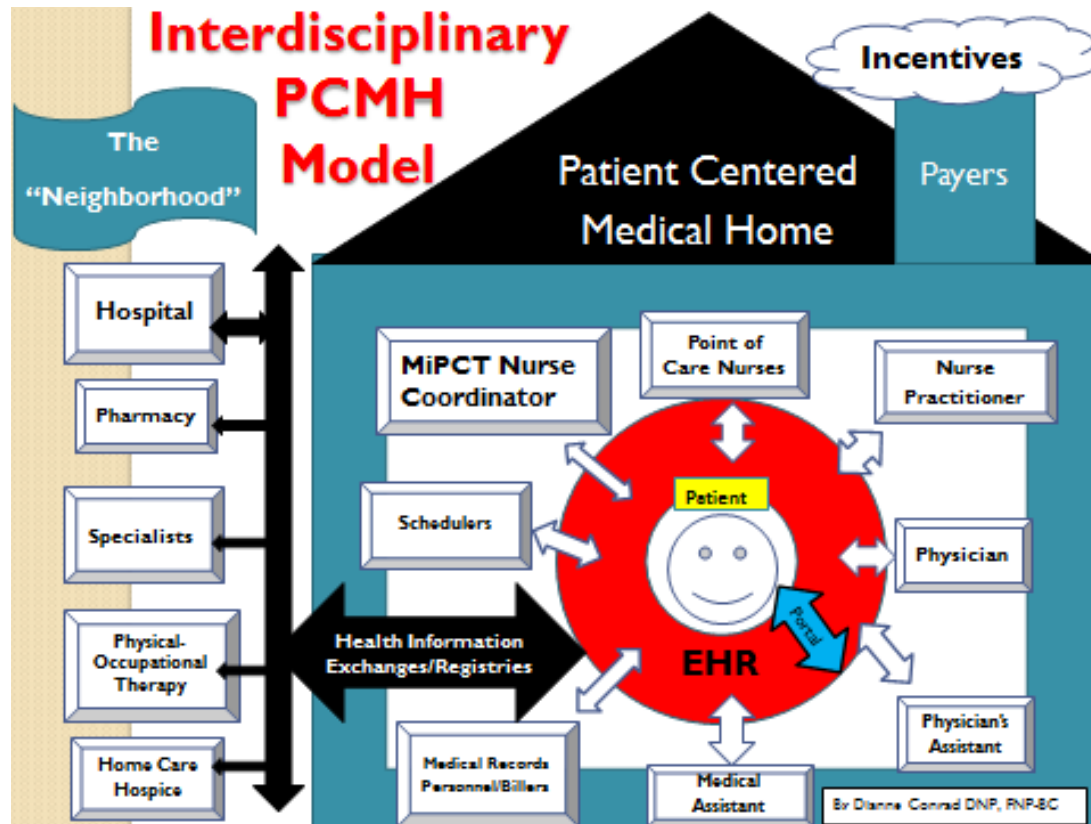 Interdisciplinary
PCMH
Model
The
“Neighborhood”
Patient Centered
Medical Home
Incentives
Payers
Hospital
Pharmacy
Specialists
Physical-
Occupational
Therapy
Home Care
Hospice
Health Information
Exchanges/Registries
MiPCT Nurse
Coordinator
Point of
Care Nurses
Nurse
Practitioner
Schedulers
Patient
Physician
Portal
EHR
Physician's
Assistant
Medical Records
Personnel/Billers
Medical
Assistant
By Dianne Conrad DNP, FNP-BC